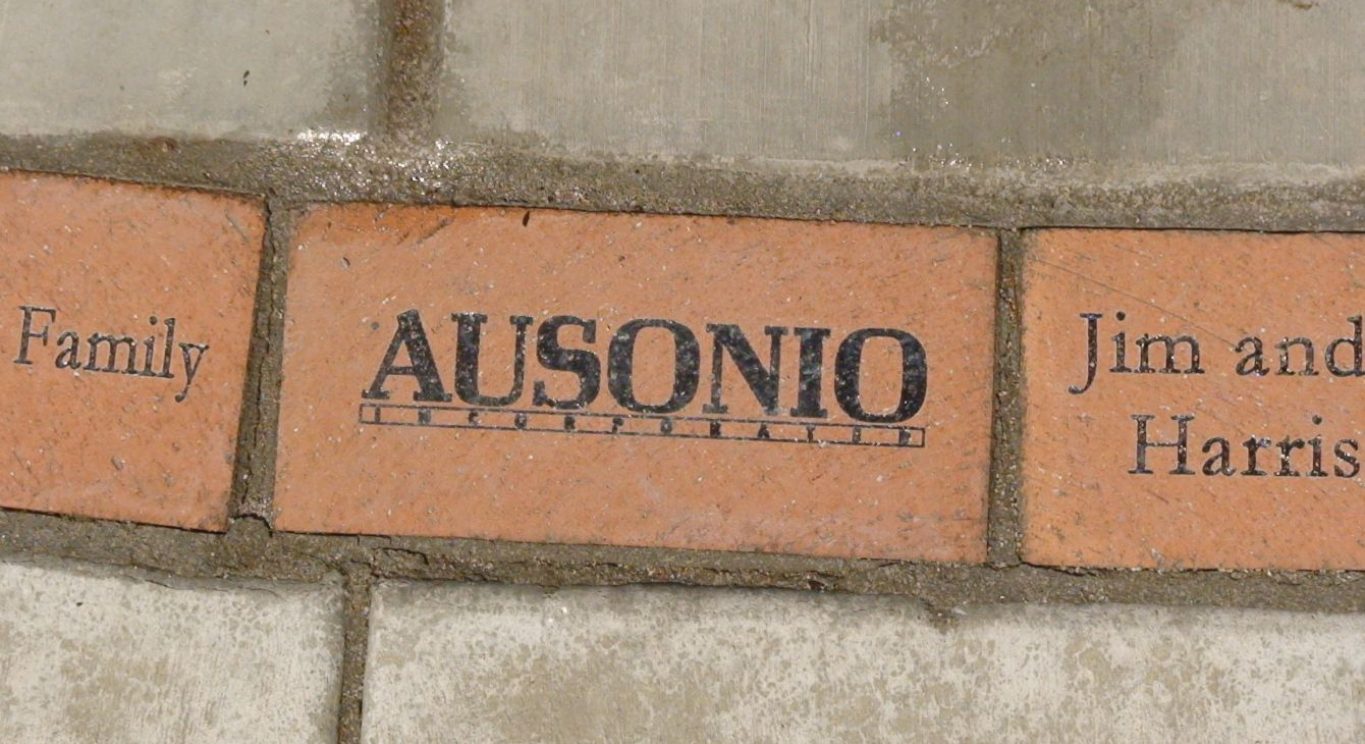 Family
AUSONIO
INCORPORATED
Jim and
Harris